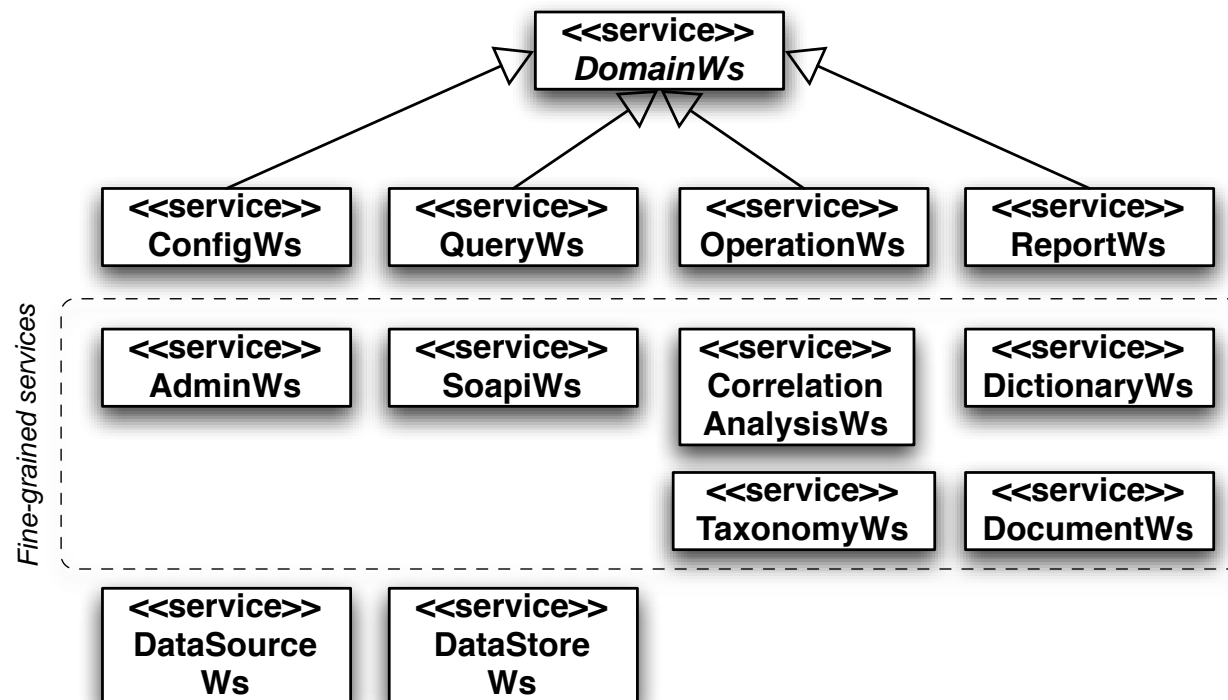 <<service>>
DomainWs
<<service>>
ConfigWs
<<service>>
QueryWs
<<service>>
OperationWs
<<service>>
ReportWs
Fine-grained services
<<service>>
AdminWs
<<service>>
SoapiWs
<<service>>
Correlation
AnalysisWs
<<service>>
DictionaryWs
<<service>>
TaxonomyWs
<<service>>
DocumentWs
<<service>>
DataSource
Ws
<<service>>
DataStore
Ws